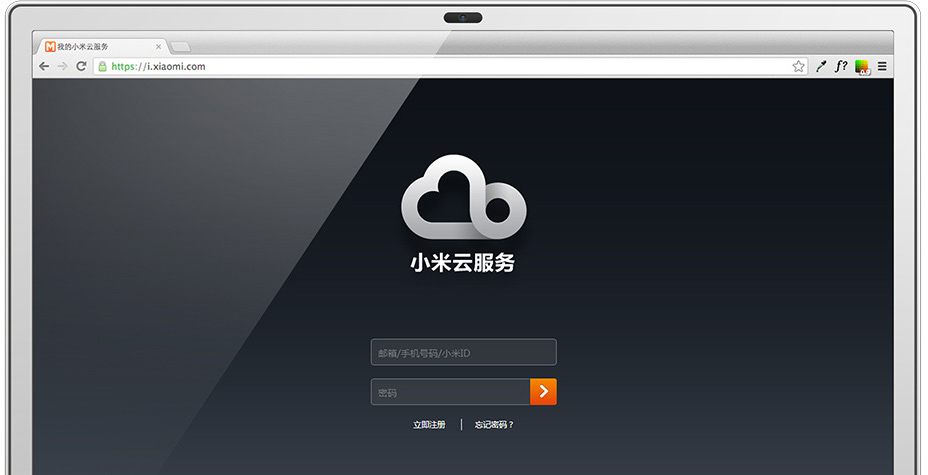 我的小米云服务
https://i.xiaomi.com
f?
小米云服务
邮箱/手机号码/小米ID
密码
立即注册 | 忘记密码？